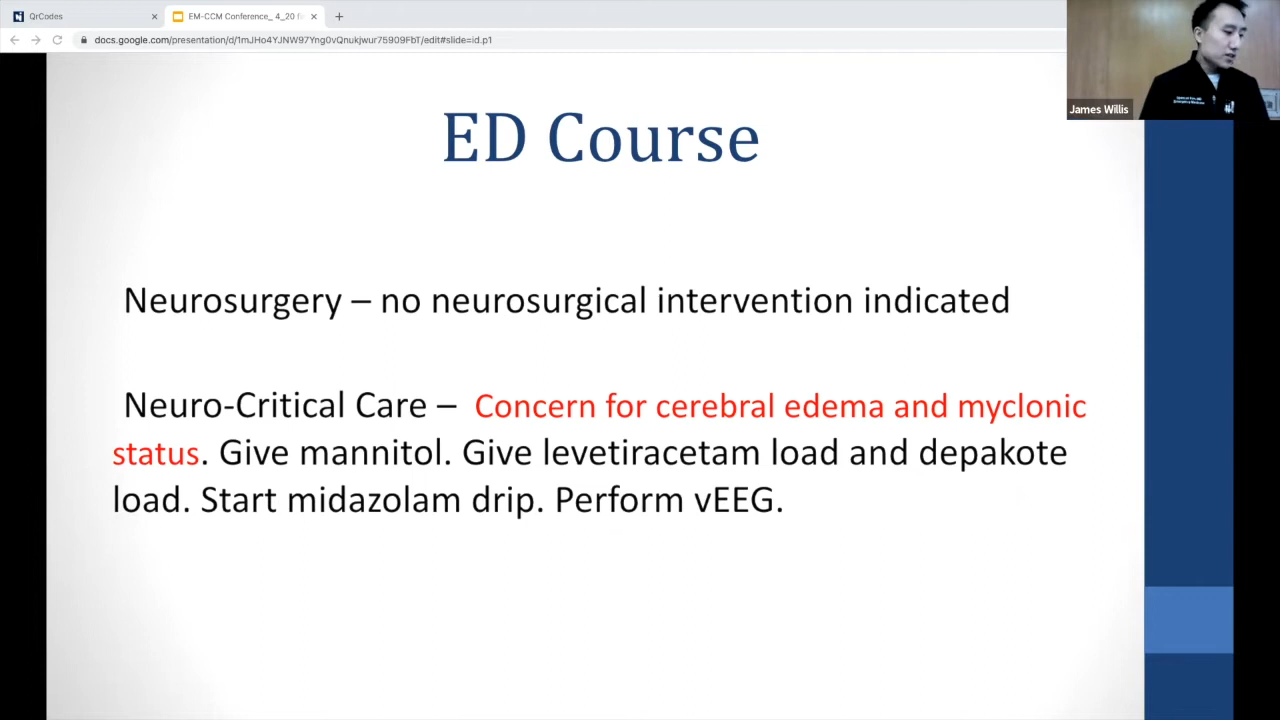 QrCodes
EM-CCM Conference_ 4_20 f
docs.google.com/presentation/d/1mJHo4YJNW97Yng0vQnukjwur75909FbT/edit#slide=id.p1
James Willis
ED Course
Neurosurgery – no neurosurgical intervention indicated
Neuro-Critical Care – Concern for cerebral edema and myclonic
status. Give mannitol. Give levetiracetam load and depakote
load. Start midazolam drip. Perform vEEG.